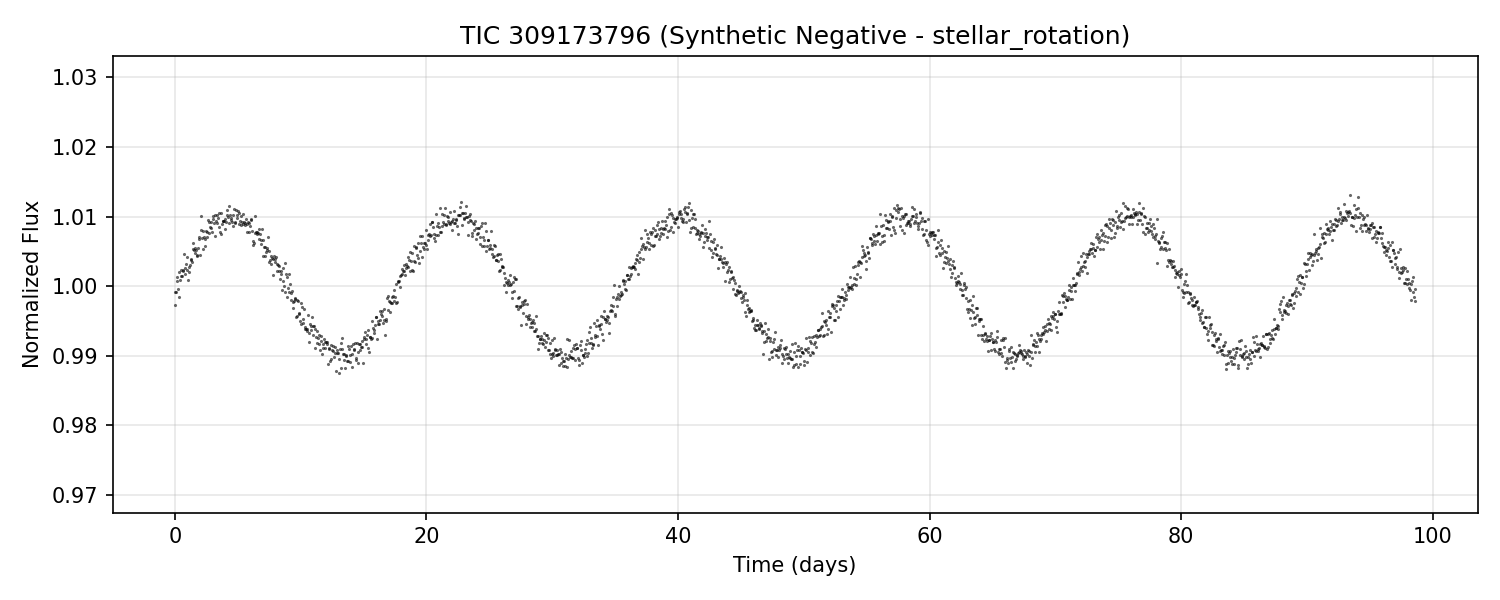 TIC 309173796 (Synthetic Negative - stellar_rotation)
Normalized Flux
1.03
1.02
1.01
1.00
0.99
0.98
0.97
0 20 40 60 80 100
Time (days)